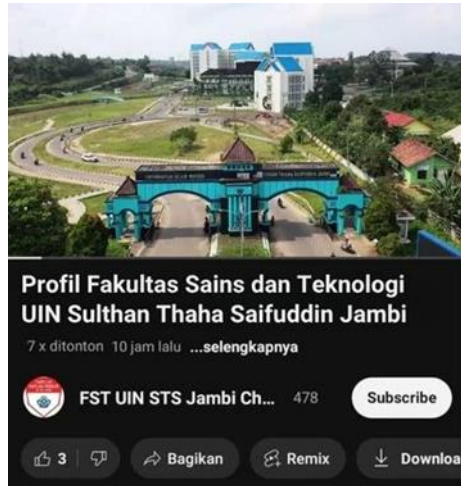 Profil Fakultas Sains dan Teknologi
UIN Sulthan Thaha Saifuddin Jambi
7 x ditonton 10 jam lalu ...selengkapnya
FST UIN STS Jambi Ch... 478 Subscribe
3 Bagikan Remix Downloa